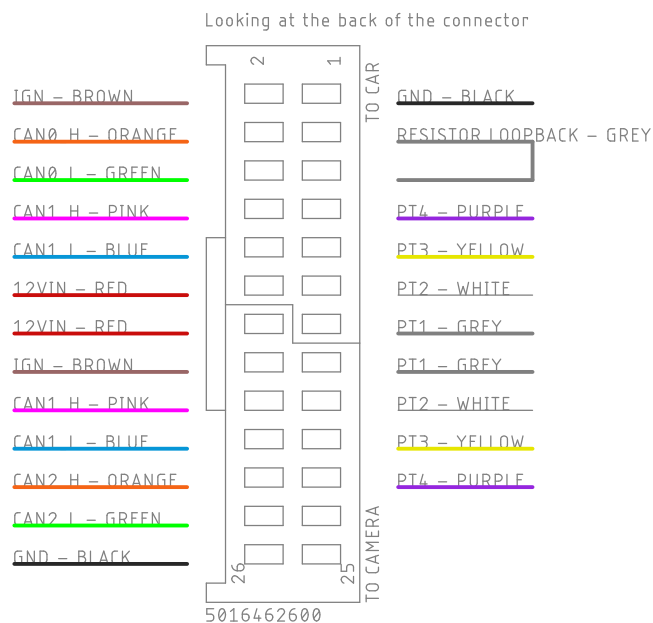 Looking at the back of the connector
2 1
TO CAR
IGN - BROWN
GND - BLACK
CAN0 H - ORANGE
RESISTOR LOOPBACK - GREY
CAN0 L - GREEN
CAN1 H - PINK
PT4 - PURPLE
CAN1 L - BLUE
PT3 - YELLOW
12VIN - RED
PT2 - WHITE
12VIN - RED
PT1 - GREY
IGN - BROWN
PT1 - GREY
CAN1 H - PINK
PT2 - WHITE
CAN1 L - BLUE
PT3 - YELLOW
CAN2 H - ORANGE
PT4 - PURPLE
CAN2 L - GREEN
GND - BLACK
TO CAMERA
26 25
5016462600